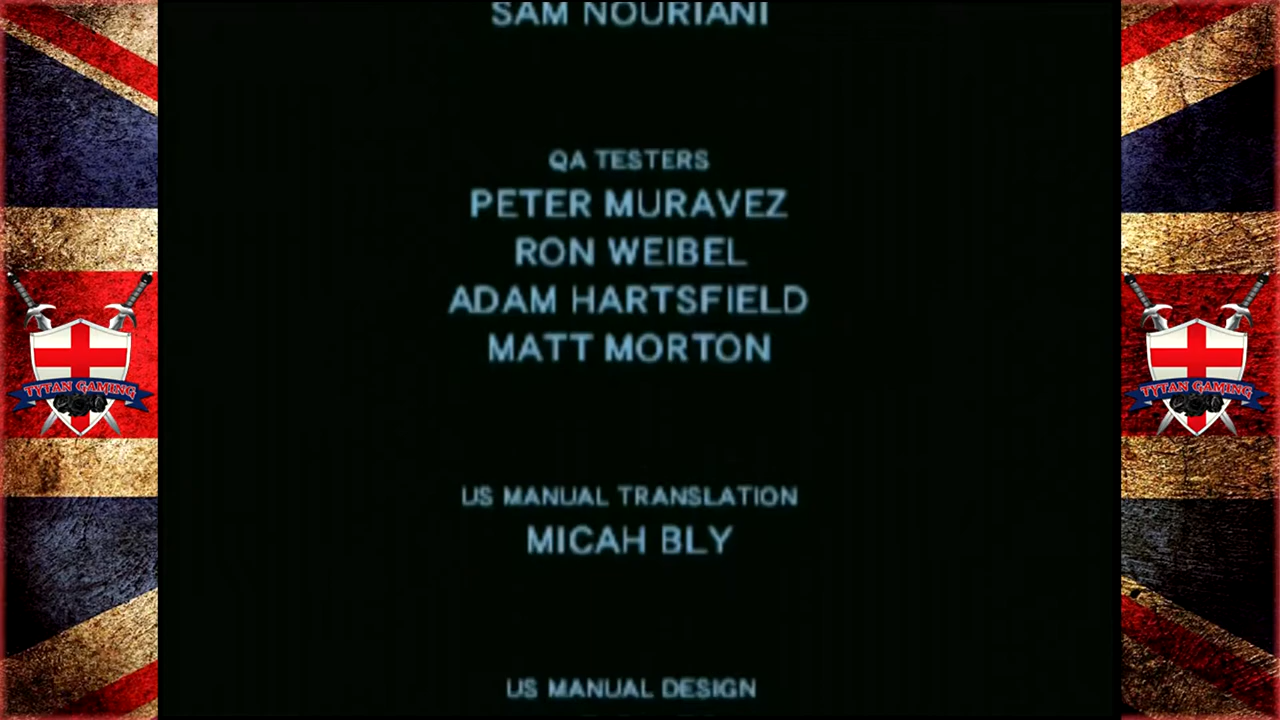 SAM NOURIANI
QA TESTERS
PETER MURAVEZ
RON WEIBEL
ADAM HARTSFIELD
MATT MORTON
US MANUAL TRANSLATION
MICAH BLY
US MANUAL DESIGN
TYTAN GAMING
TYTAN GAMING